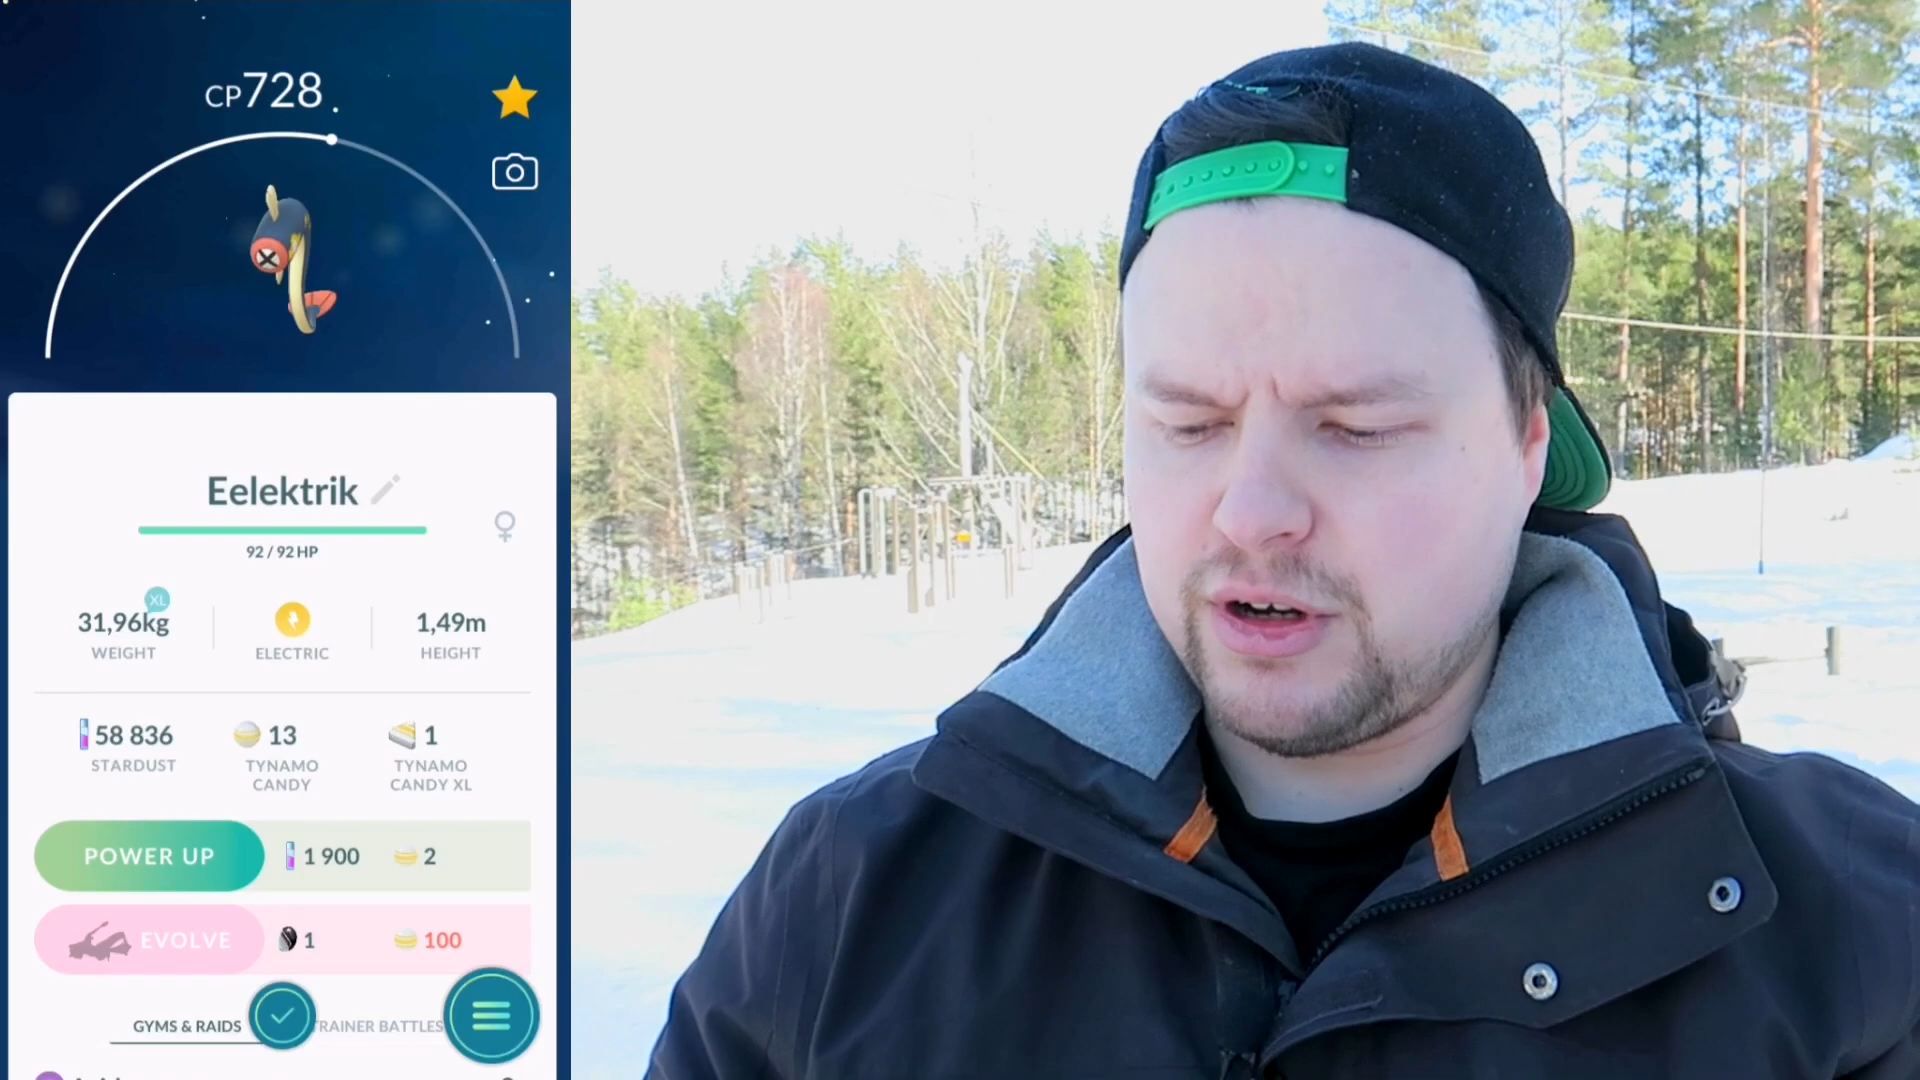 CP728
Eelektrik
92 / 92 HP
XL
31,96kg
WEIGHT
ELECTRIC
1,49m
HEIGHT
58 836
STARDUST
13
TYNAMO
CANDY
1
TYNAMO
CANDY XL
POWER UP
1 900
2
EVOLVE
1
100
GYMS & RAIDS
TRAINER BATTLES